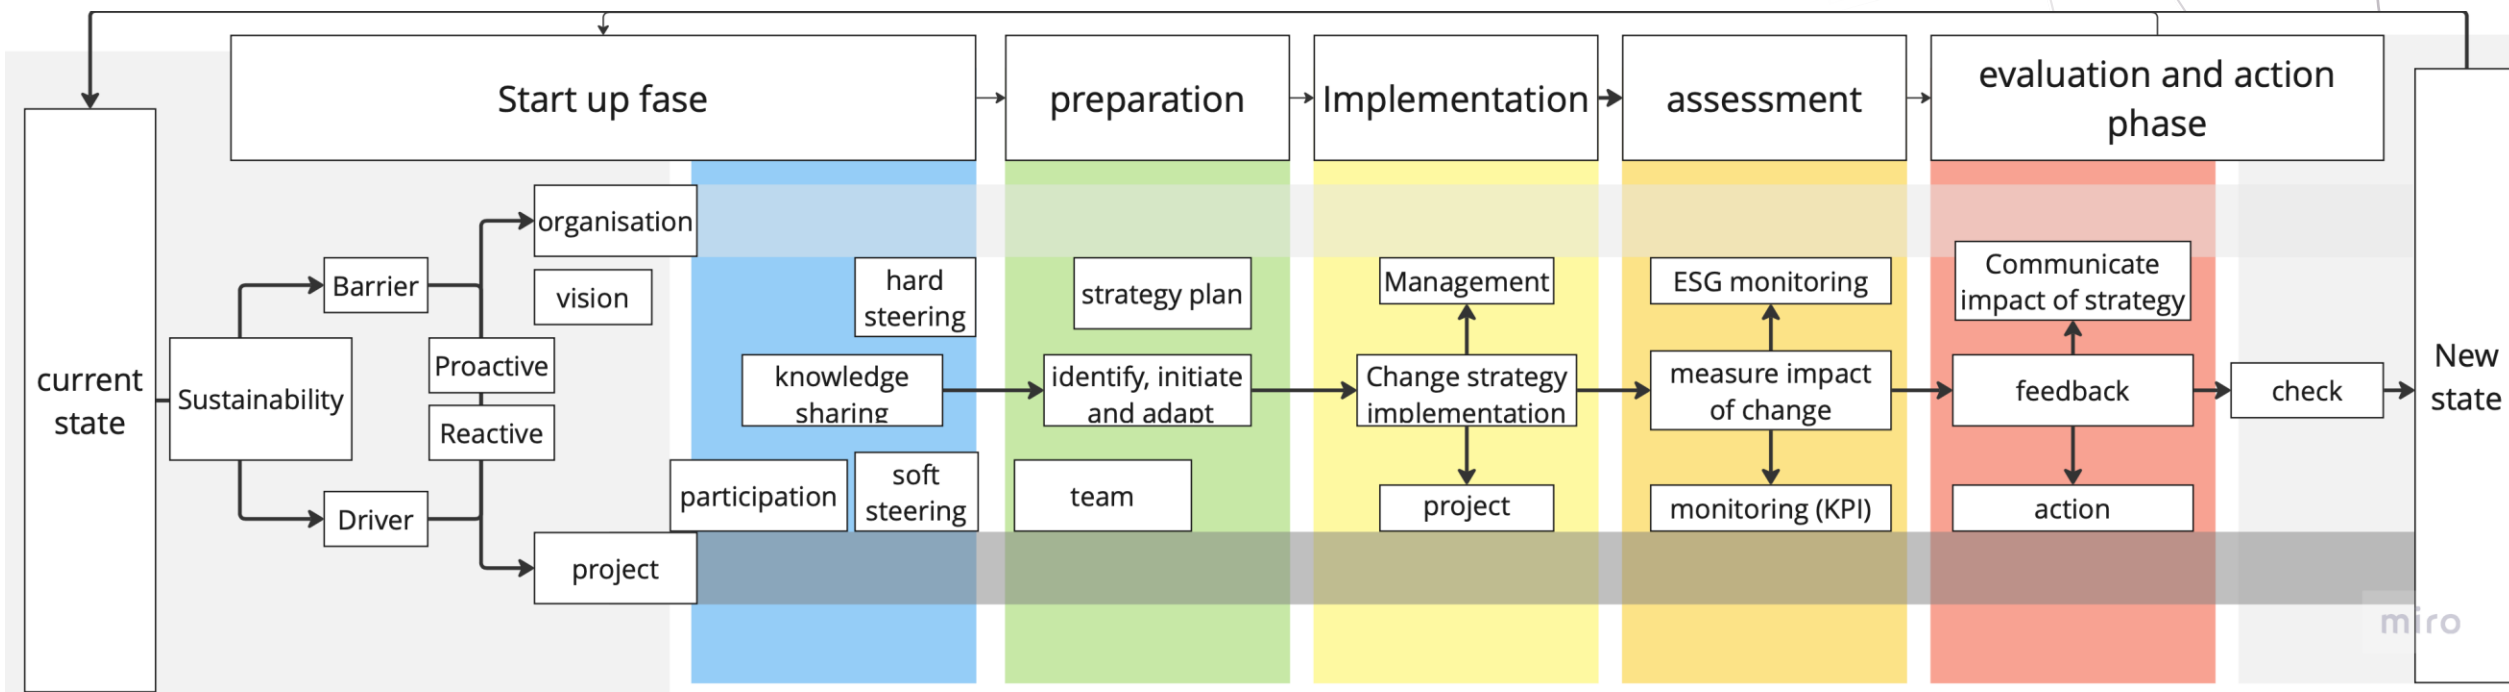 Start up fase
preparation
Implementation
assessment
evaluation and action
phase
current
state
Sustainability
Barrier
Driver
Proactive
Reactive
organisation
vision
project
hard
steering
knowledge
sharing
participation
soft
steering
strategy plan
identify, initiate
and adapt
team
Management
Change strategy
implementation
project
ESG monitoring
measure impact
of change
monitoring (KPI)
Communicate
impact of strategy
feedback
action
check
New
state
miro